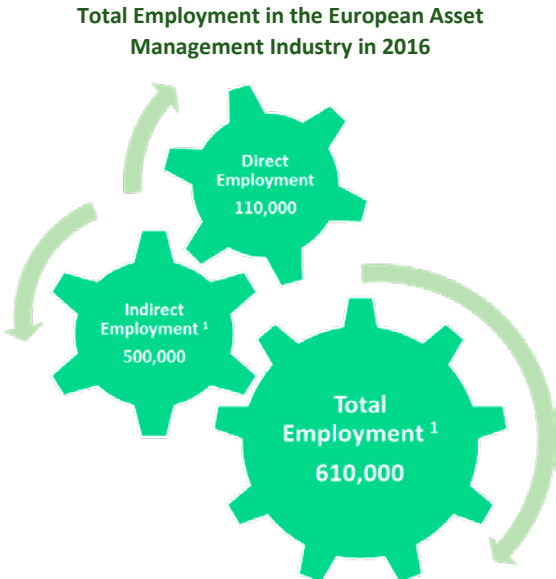 Total Employment in the European Asset
Management Industry in 2016
Direct
Employment
110,000
Indirect
Employment ¹
500,000
Total
Employment ¹
610,000